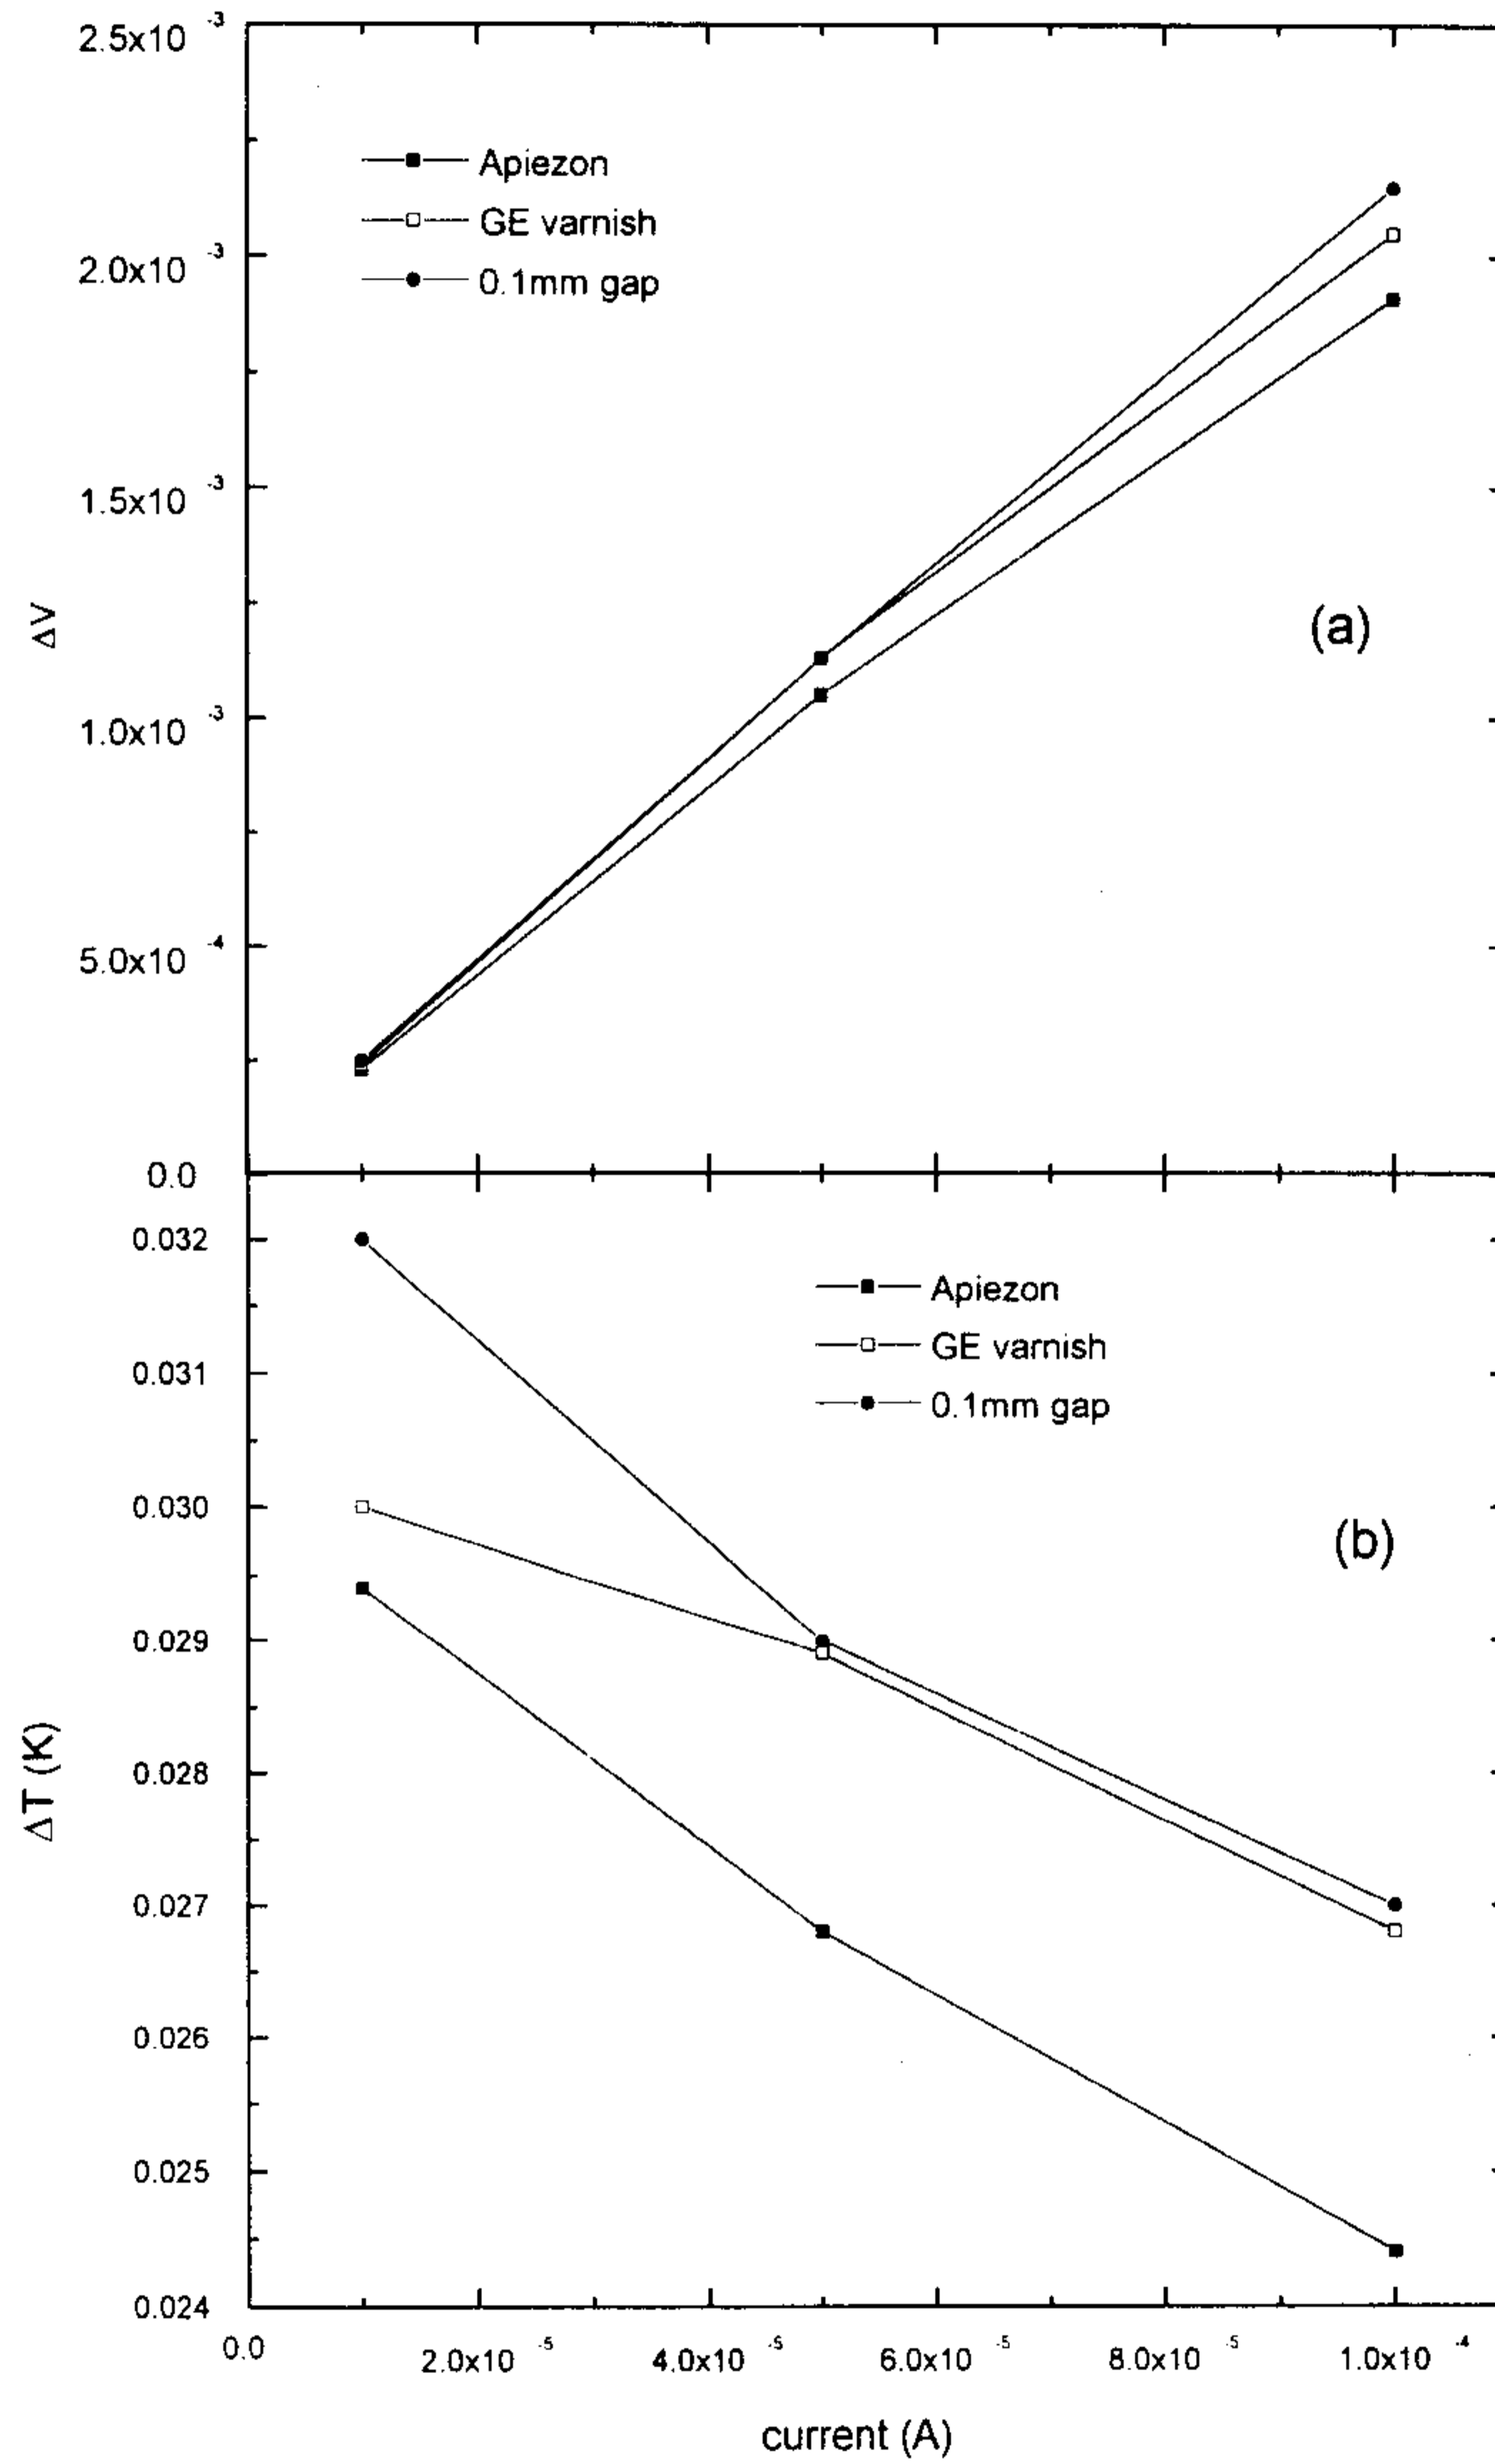 2.5x10 -3
Apiezon
GE varnish
2.0x10 -3
0.1mm gap
1.5x10 -3
ΔV
(a)
1.0x10 -3
5.0x10 -4
0.0
0.032
Apiezon
GE varnish
0.031
0.1mm gap
0.030
(b)
0.029
ΔT (K)
0.028
0.027
0.026
0.025
0.024
0.0 2.0x10 -5 4.0x10 -5 6.0x10 -5 8.0x10 -5 1.0x10 -4
current (A)